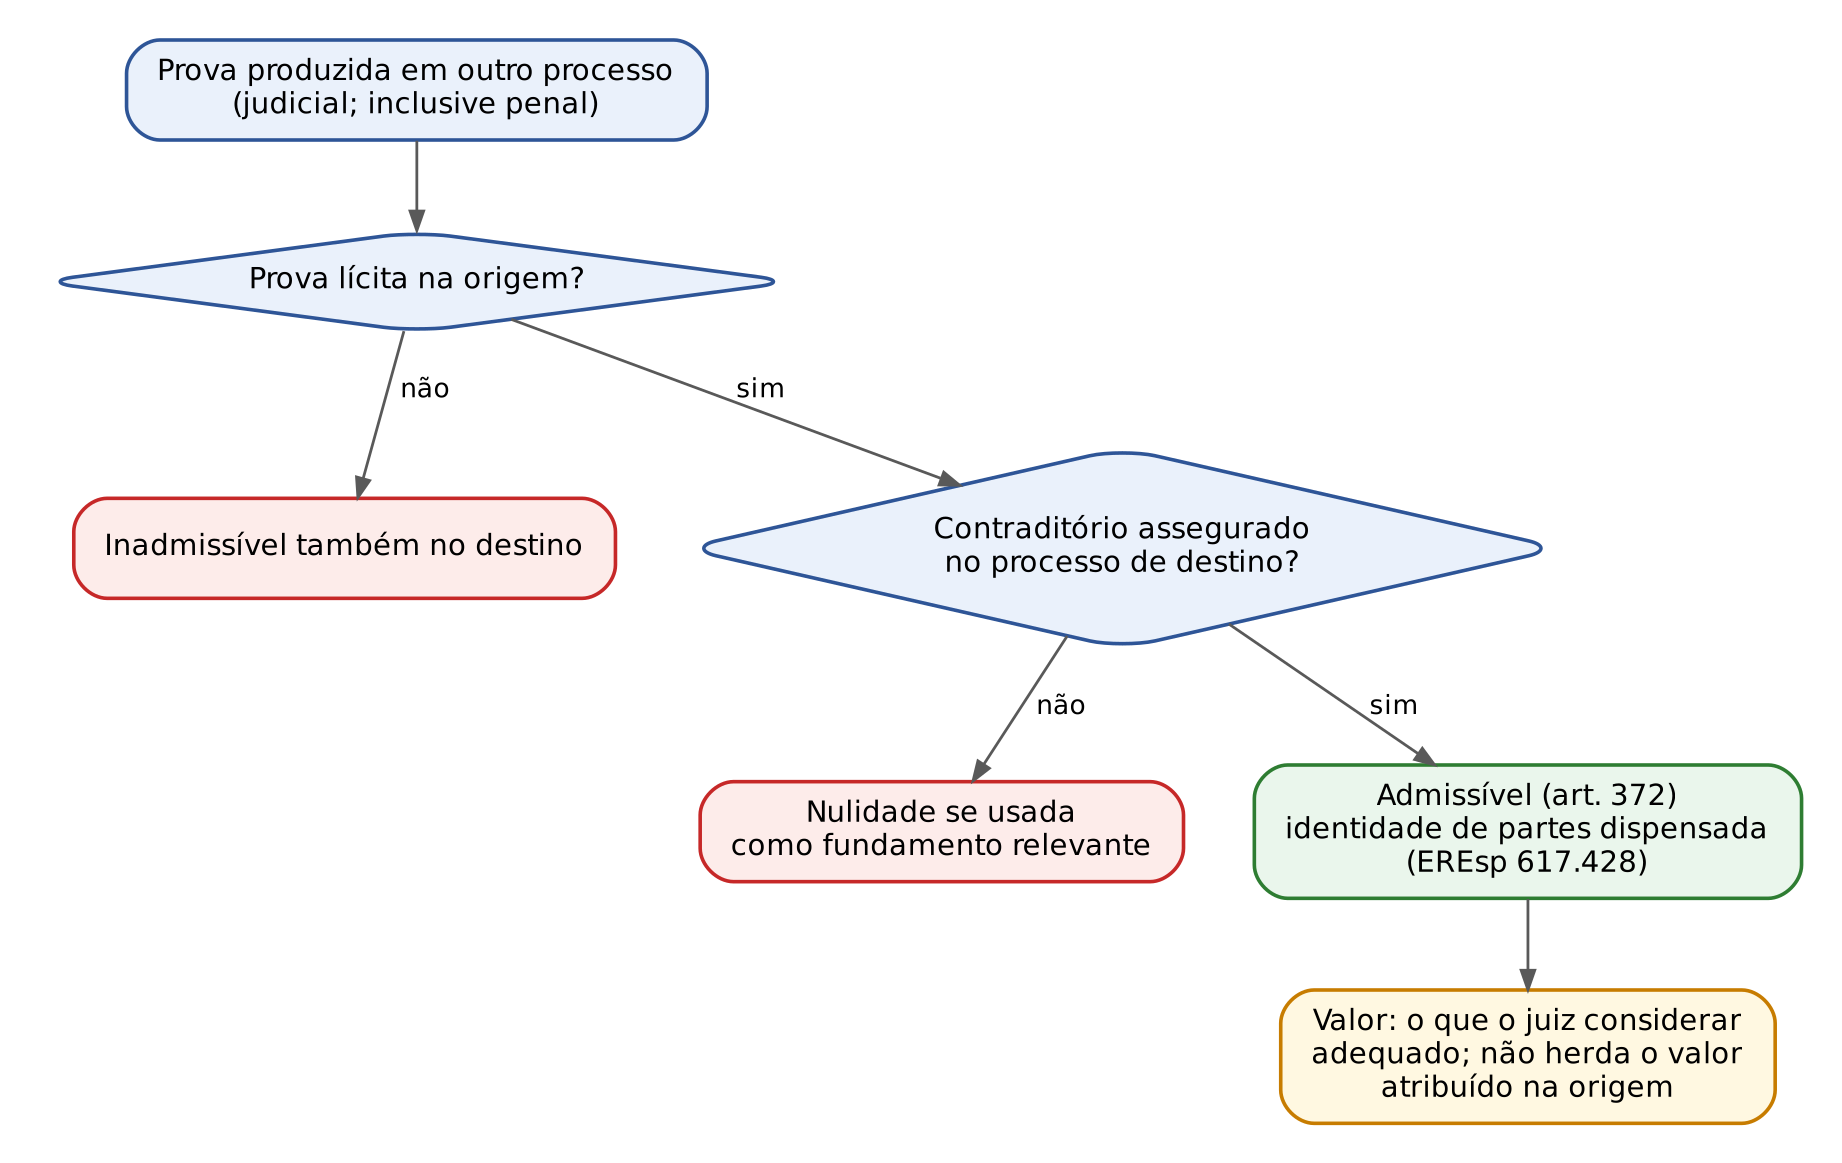 Prova produzida em outro processo
(judicial; inclusive penal)
Prova lícita na origem?
não
sim
Inadmissível também no destino
Contraditório assegurado
no processo de destino?
não
sim
Nulidade se usada
como fundamento relevante
Admissível (art. 372)
identidade de partes dispensada
(EREsp 617.428)
Valor: o que o juiz considerar
adequado; não herda o valor
atribuído na origem